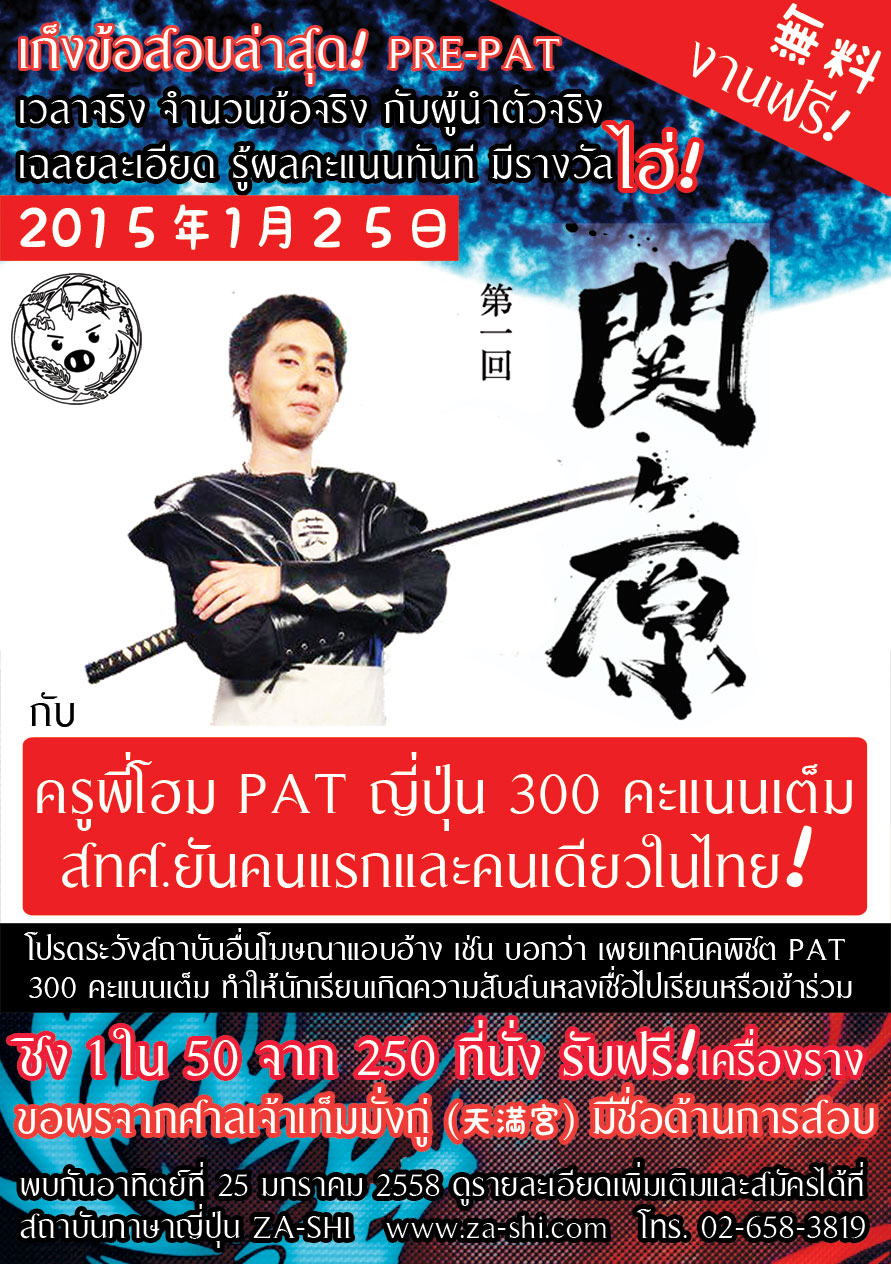 無料
งานฟรี!
เก็งข้อสอบล่าสุด! PRE-PAT
เวลาจริง จำนวนข้อจริง กับผู้นำตัวจริง
เฉลยละเอียด รู้ผลคะแนนทันที มีรางวัล ไฮ่!
2015年1月25日
第一回
関ヶ原
กับ
ครูพี่โฮม PAT ญี่ปุ่น 300 คะแนนเต็ม
สทศ.ยันคนแรกและคนเดียวในไทย!
โปรดระวังสถาบันอื่นโฆษณาแอบอ้าง เช่น บอกว่า เผยเทคนิคพิชิต PAT
300 คะแนนเต็ม ทำให้นักเรียนเกิดความสับสนหลงเชื่อไปเรียนหรือเข้าร่วม
ชิง 1 ใน 50 จาก 250 ที่นั่ง รับฟรี! เครื่องราง
ขอพรจากศาลเจ้าเท็มมั่งกู่ (天満宮) มีชื่อด้านการสอบ
พบกันอาทิตย์ที่ 25 มกราคม 2558 ดูรายละเอียดเพิ่มเติมและสมัครได้ที่
สถาบันภาษาญี่ปุ่น ZA-SHI www.za-shi.com โทร. 02-658-3819